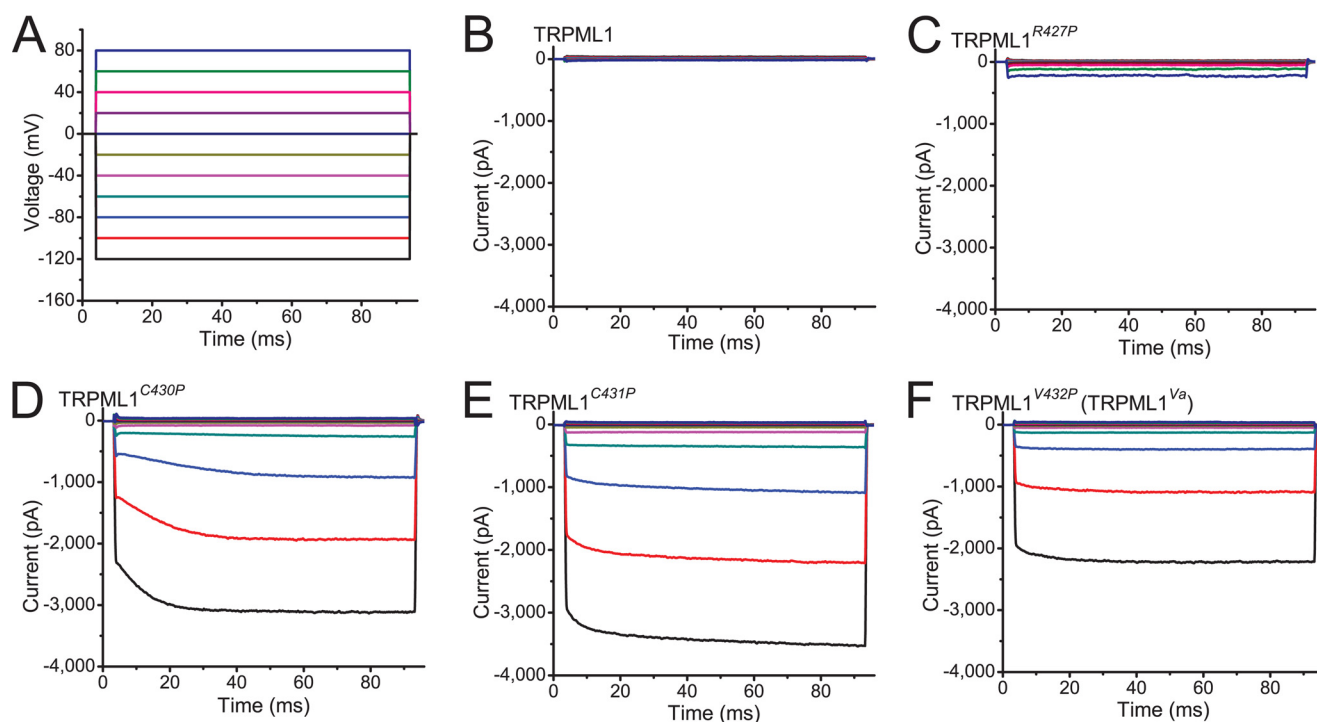 A
Voltage (mV)
80
40
0
-40
-80
-120
-160
0
20
40
60
80
Time (ms)
B
TRPML1
Current (pA)
0
-1,000
-2,000
-3,000
-4,000
0
20
40
60
80
Time (ms)
C
TRPML1R427P
Current (pA)
0
-1,000
-2,000
-3,000
-4,000
0
20
40
60
80
Time (ms)
D
TRPML1C430P
Current (pA)
0
-1,000
-2,000
-3,000
-4,000
0
20
40
60
80
Time (ms)
E
TRPML1C431P
Current (pA)
0
-1,000
-2,000
-3,000
-4,000
0
20
40
60
80
Time (ms)
F
TRPML1V432P (TRPML1Va)
Current (pA)
0
-1,000
-2,000
-3,000
-4,000
0
20
40
60
80
Time (ms)